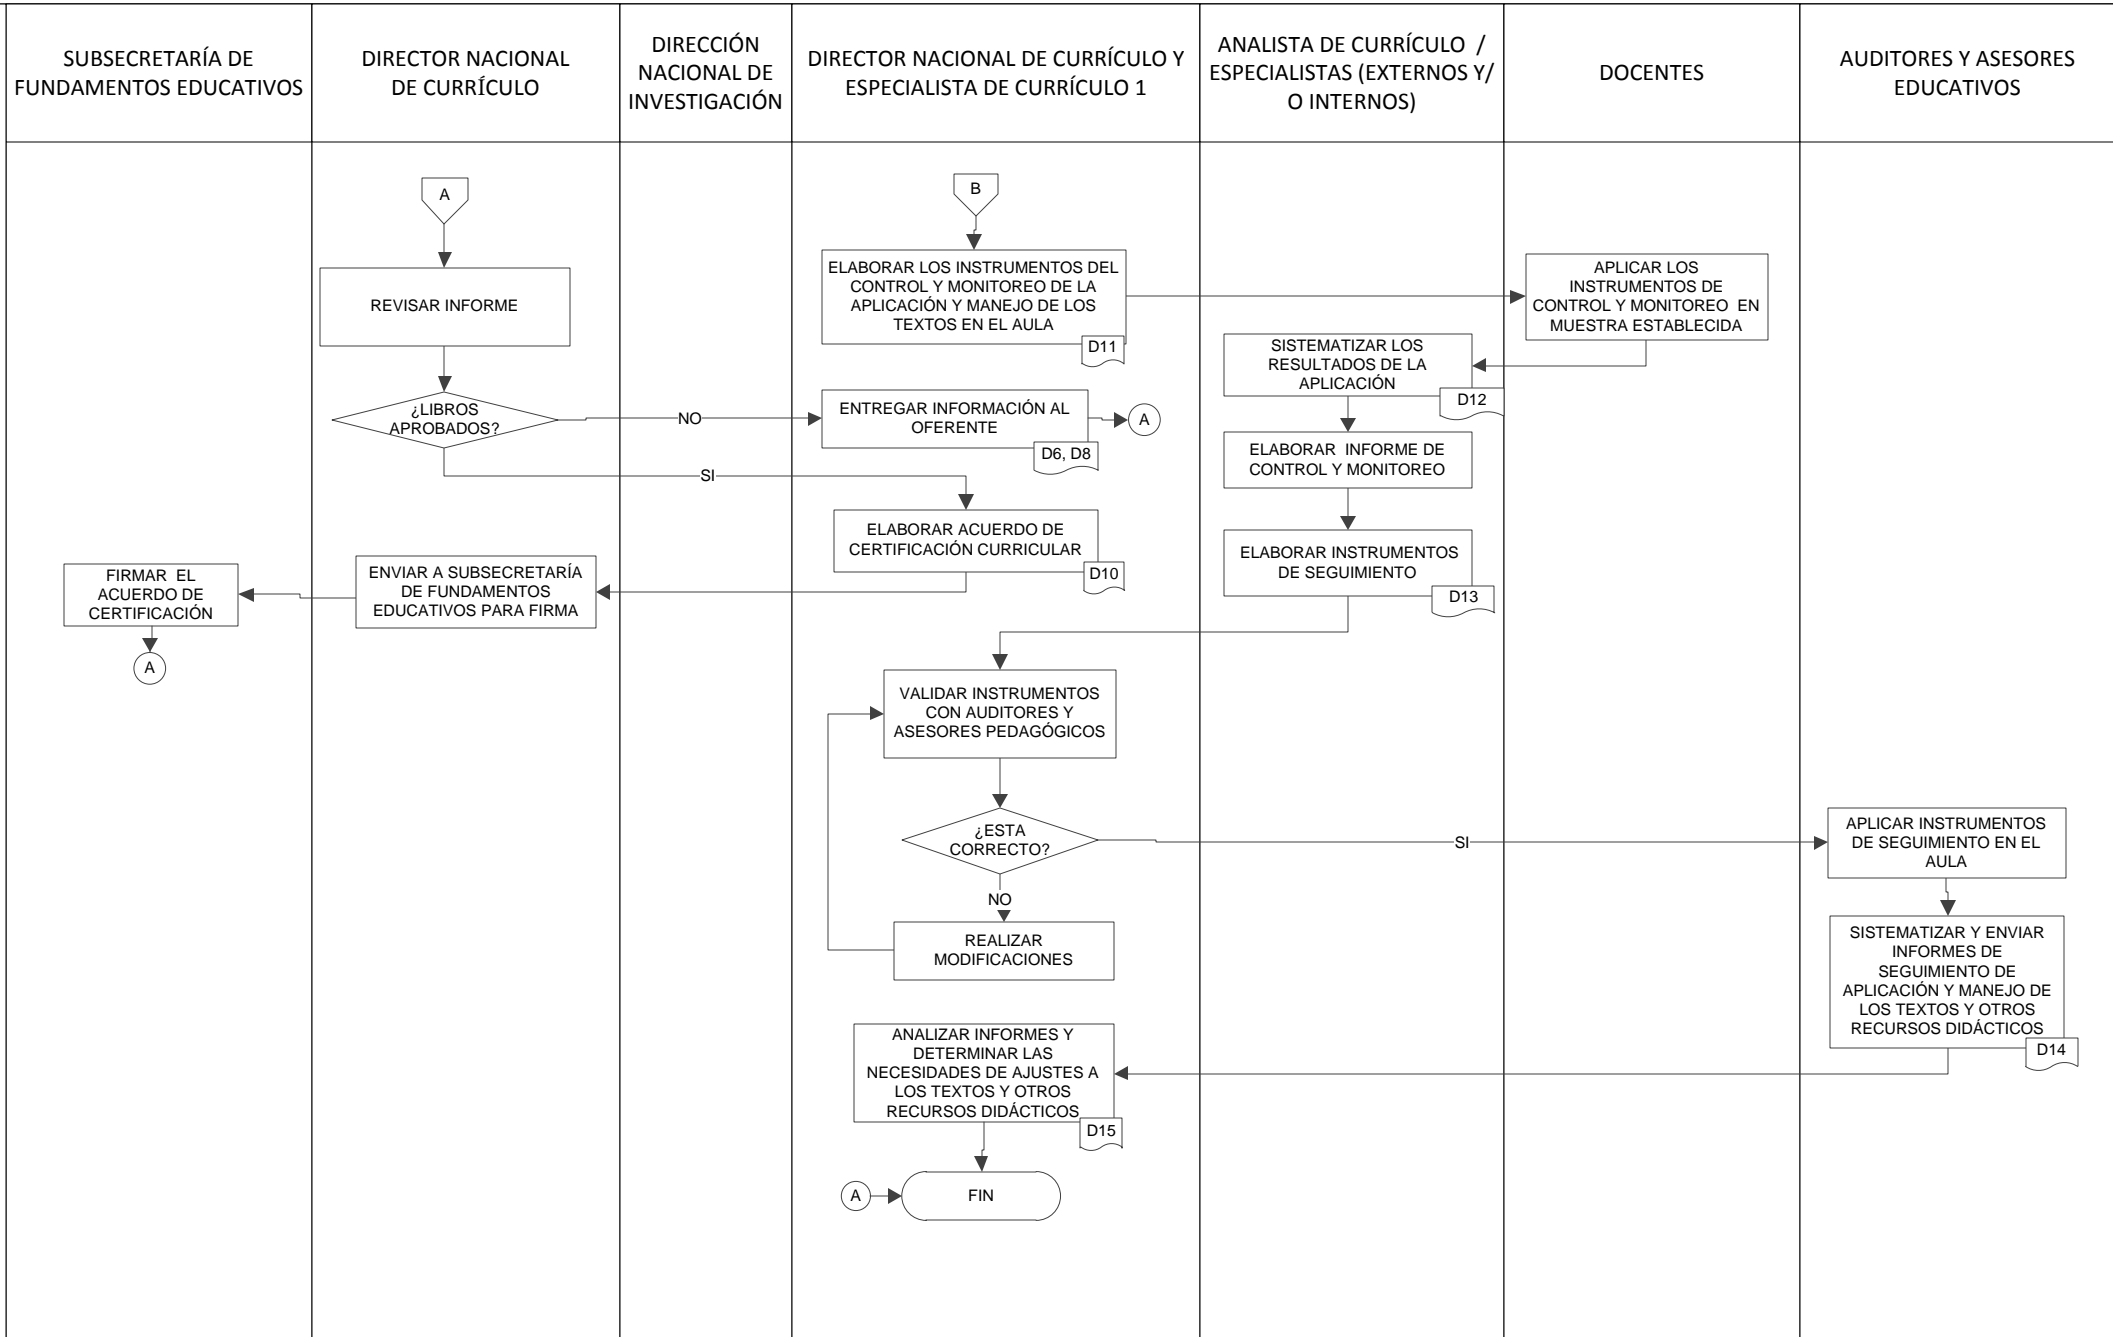 SUBSECRETARÍA DE
FUNDAMENTOS EDUCATIVOS
DIRECTOR NACIONAL
DE CURRÍCULO
DIRECCIÓN
NACIONAL DE
INVESTIGACIÓN
DIRECTOR NACIONAL DE CURRÍCULO Y
ESPECIALISTA DE CURRÍCULO 1
ANALISTA DE CURRÍCULO /
ESPECIALISTAS (EXTERNOS Y/
O INTERNOS)
DOCENTES
AUDITORES Y ASESORES
EDUCATIVOS
A
REVISAR INFORME
¿LIBROS
APROBADOS?
NO
SI
B
ELABORAR LOS INSTRUMENTOS DEL
CONTROL Y MONITOREO DE LA
APLICACIÓN Y MANEJO DE LOS
TEXTOS EN EL AULA
D11
APLICAR LOS
INSTRUMENTOS DE
CONTROL Y MONITOREO EN
MUESTRA ESTABLECIDA
SISTEMATIZAR LOS
RESULTADOS DE LA
APLICACIÓN
D12
ENTREGAR INFORMACIÓN AL
OFERENTE
D6, D8
A
ELABORAR INFORME DE
CONTROL Y MONITOREO
ELABORAR ACUERDO DE
CERTIFICACIÓN CURRICULAR
D10
ELABORAR INSTRUMENTOS
DE SEGUIMIENTO
D13
ENVIAR A SUBSECRETARÍA
DE FUNDAMENTOS
EDUCATIVOS PARA FIRMA
FIRMAR EL
ACUERDO DE
CERTIFICACIÓN
A
VALIDAR INSTRUMENTOS
CON AUDITORES Y
ASESORES PEDAGÓGICOS
¿ESTA
CORRECTO?
SI
NO
REALIZAR
MODIFICACIONES
APLICAR INSTRUMENTOS
DE SEGUIMIENTO EN EL
AULA
SISTEMATIZAR Y ENVIAR
INFORMES DE
SEGUIMIENTO DE
APLICACIÓN Y MANEJO DE
LOS TEXTOS Y OTROS
RECURSOS DIDÁCTICOS
D14
ANALIZAR INFORMES Y
DETERMINAR LAS
NECESIDADES DE AJUSTES A
LOS TEXTOS Y OTROS
RECURSOS DIDÁCTICOS
D15
A
FIN